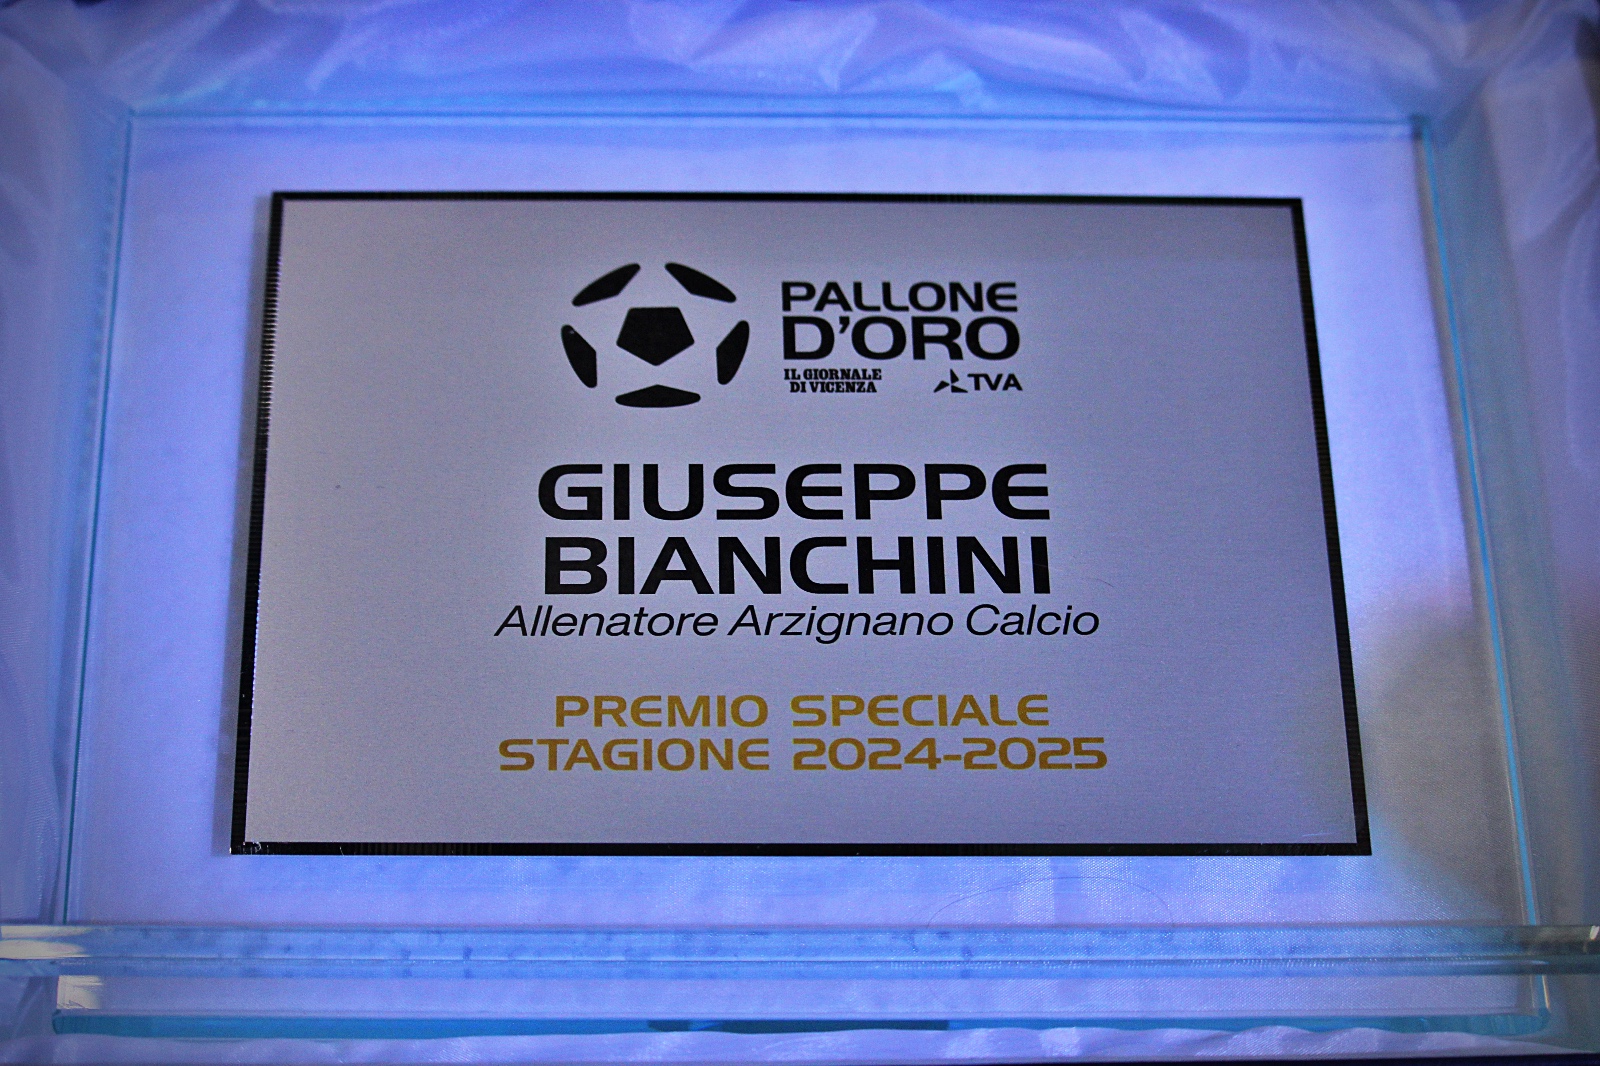 PALLONE
D'ORO
IL GIORNALE
DI VICENZA
TVA
GIUSEPPE
BIANCHINI
Allenatore Arzignano Calcio
PREMIO SPECIALE
STAGIONE 2024-2025